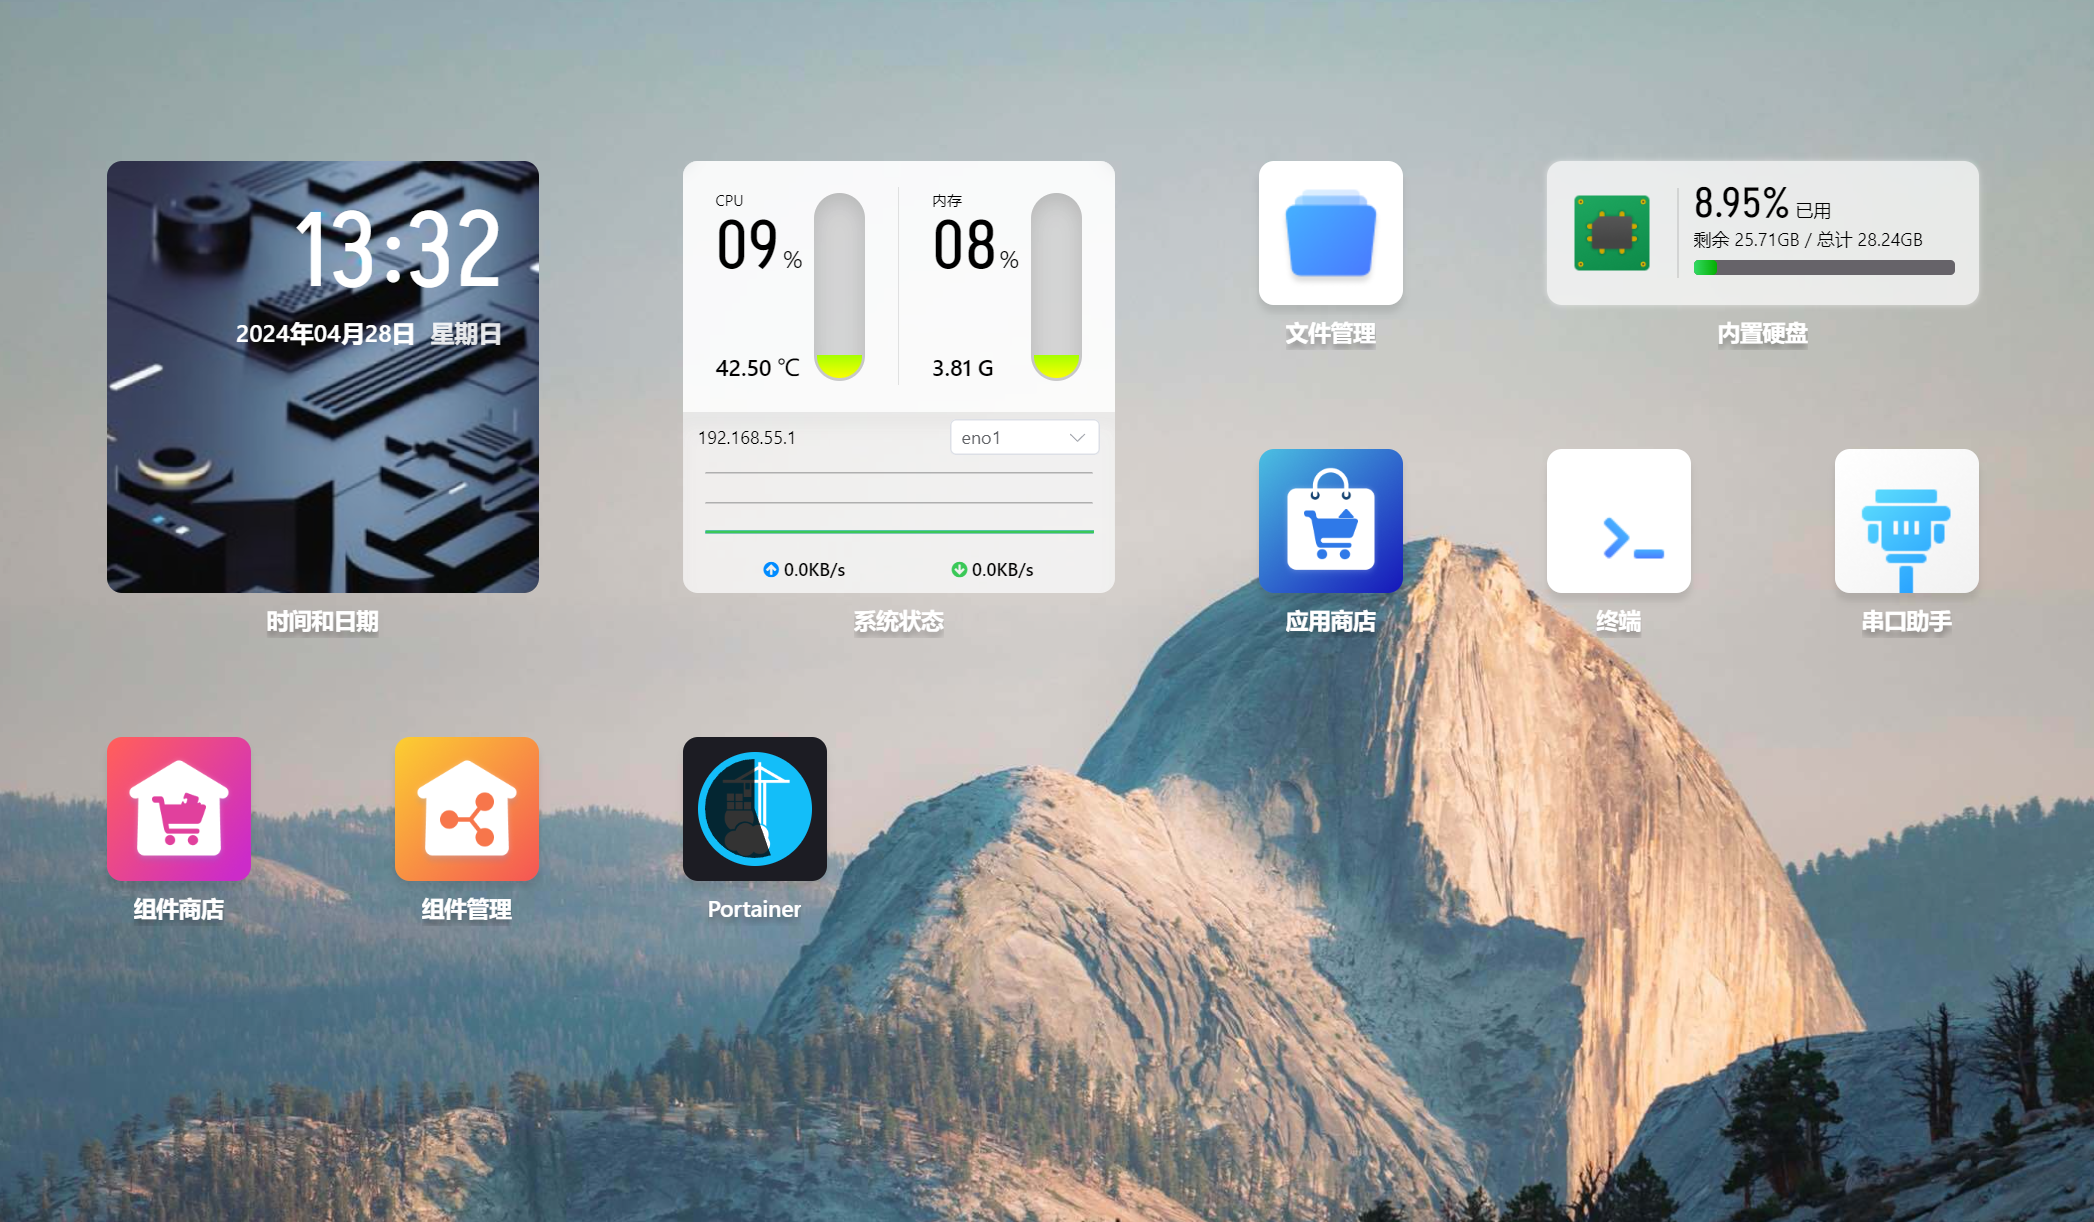 13:32
2024年04月28日 星期日
时间和日期
CPU
09 %
42.50 ℃
内存
08 %
3.81 G
192.168.55.1
eno1
0.0KB/s
0.0KB/s
系统状态
文件管理
8.95% 已用
剩余 25.71GB / 总计 28.24GB
内置硬盘
应用商店
终端
串口助手
组件商店
组件管理
Portainer